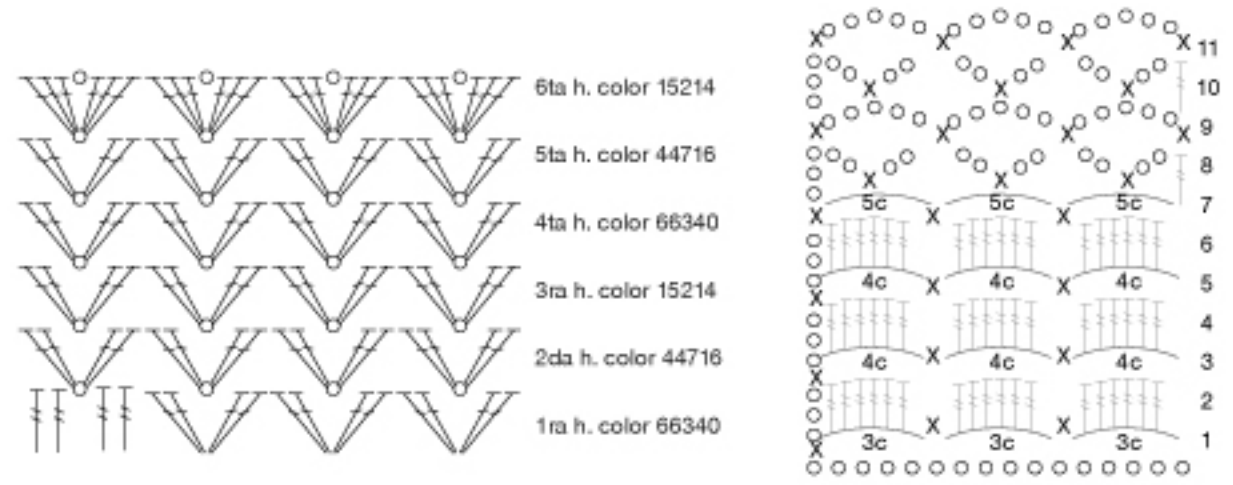 6ta h. color 15214
5ta h. color 44716
4ta h. color 66340
3ra h. color 15214
2da h. color 44716
1ra h. color 66340
11
10
9
8
5c 5c 5c 7
6
4c 4c 4c 5
4
4c 4c 4c 3
2
3c 3c 3c 1